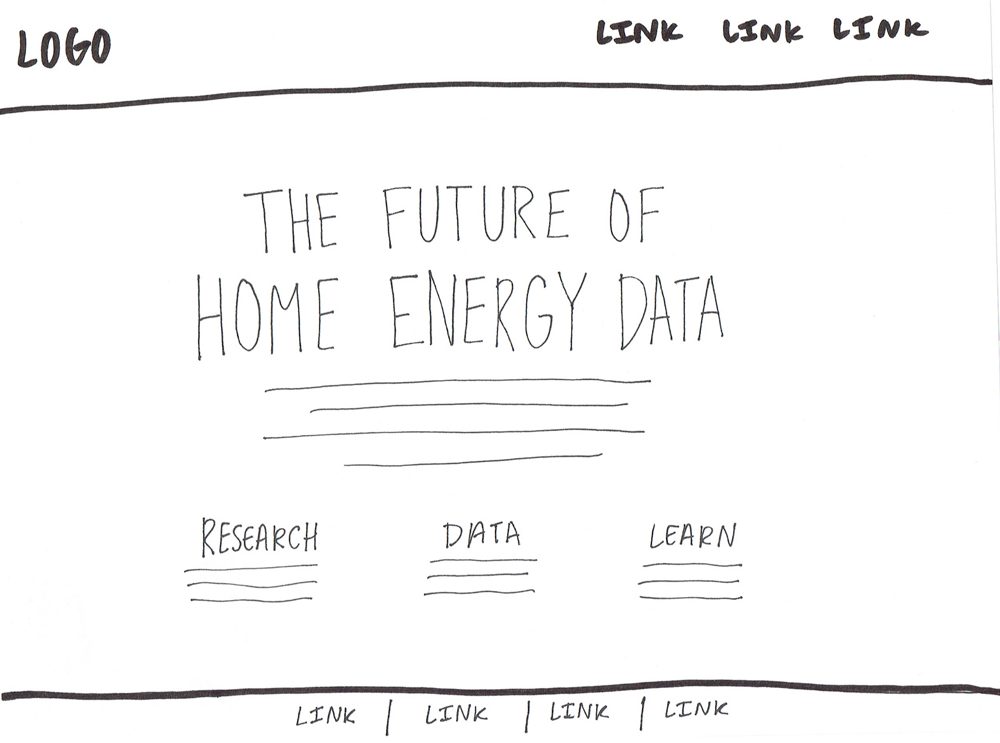 LOGO
LINK LINK LINK
THE FUTURE OF
HOME ENERGY DATA
RESEARCH DATA LEARN
LINK | LINK | LINK | LINK